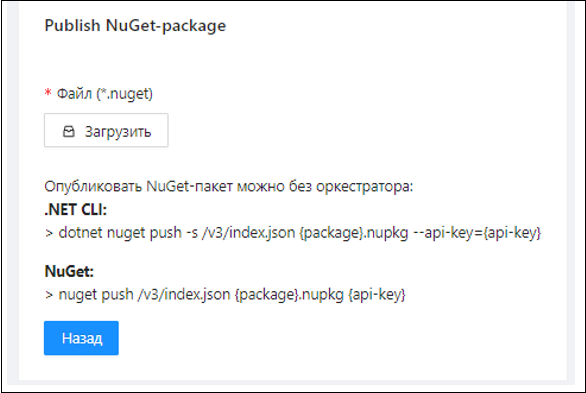 Publish NuGet-package
* Файл (*.nuget)
Загрузить
Опубликовать NuGet-пакет можно без оркестратора:
.NET CLI:
> dotnet nuget push -s /v3/index.json {package}.nupkg --api-key={api-key}
NuGet:
> nuget push /v3/index.json {package}.nupkg {api-key}
Назад